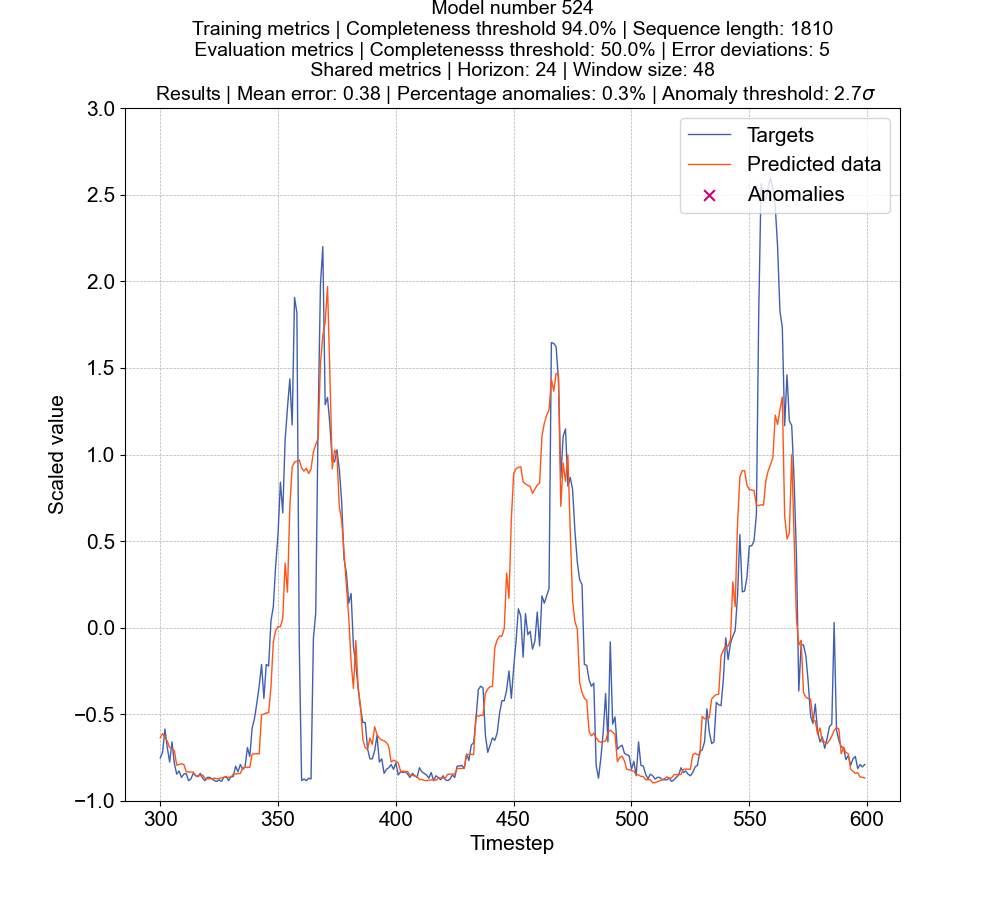 Model number 524
Training metrics | Completeness threshold 94.0% | Sequence length: 1810
Evaluation metrics | Completenesss threshold: 50.0% | Error deviations: 5
Shared metrics | Horizon: 24 | Window size: 48
Results | Mean error: 0.38 | Percentage anomalies: 0.3% | Anomaly threshold: 2.7σ
Targets
Predicted data
Anomalies
3.0
2.5
2.0
1.5
1.0
0.5
0.0
−0.5
−1.0
Scaled value
300
350
400
450
500
550
600
Timestep